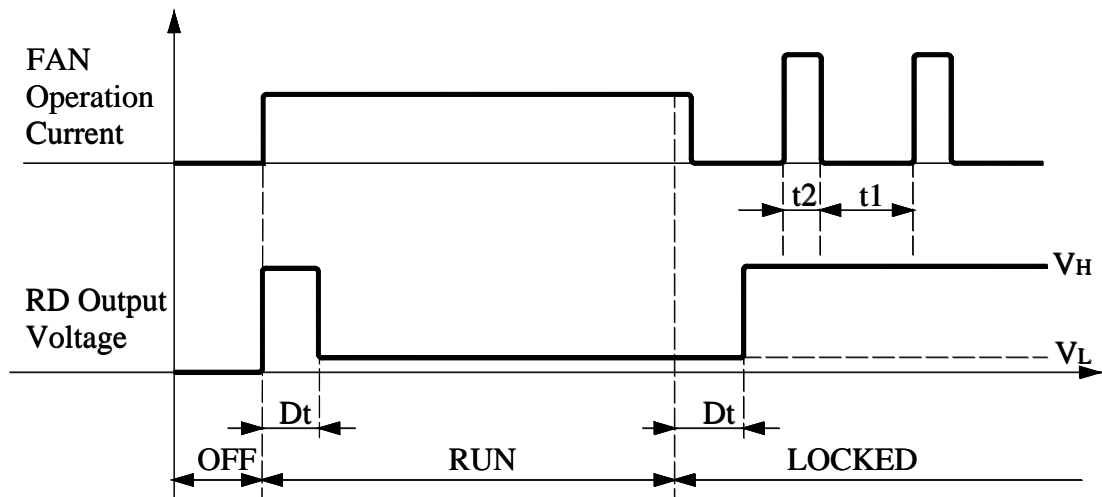 FAN
Operation
Current
t2
t1
VH
RD Output
Voltage
VL
Dt
Dt
OFF
RUN
LOCKED